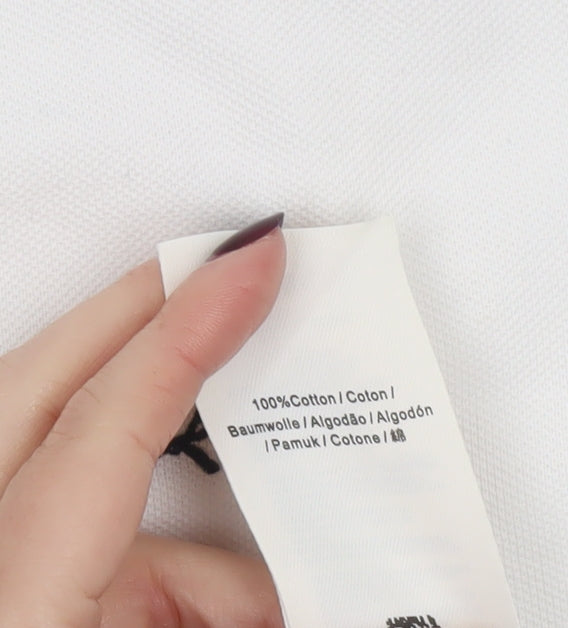 100%Cotton / Coton /
Baumwolle / Algodão / Algodón
/ Pamuk / Cotone / 綿